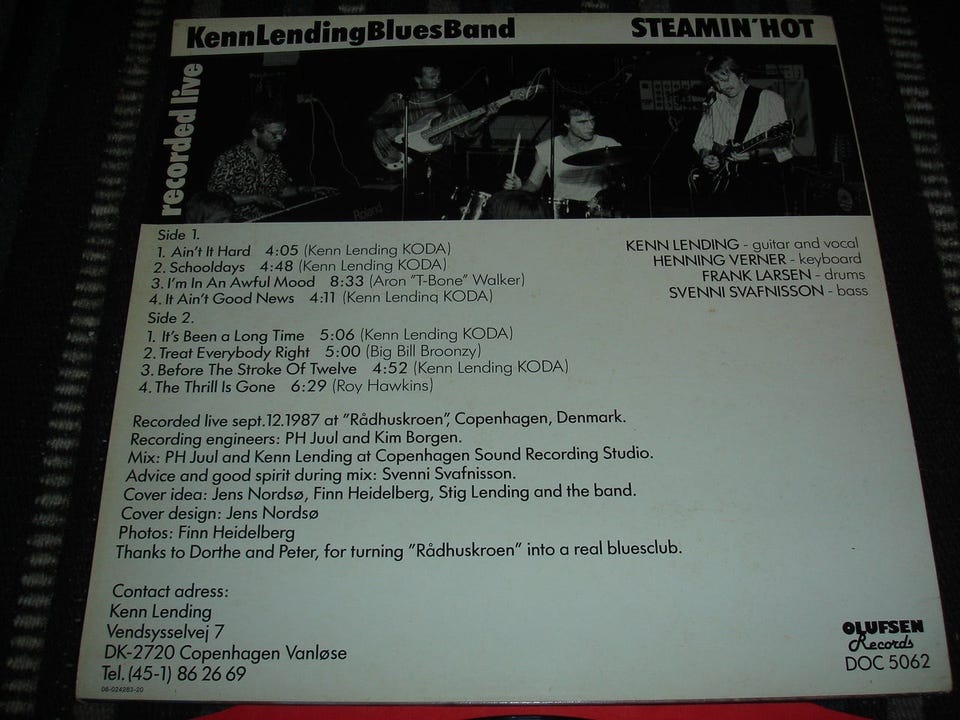 KennLendingBluesBand
STEAMIN'HOT
recorded live
Roland
Side 1.
1. Ain't It Hard 4:05 (Kenn Lending KODA)
2. Schooldays 4:48 (Kenn Lending KODA)
3. I'm In An Awful Mood 8:33 (Aron "T-Bone" Walker)
4. It Ain't Good News 4:11 (Kenn Lending KODA)
Side 2.
1. It's Been a Long Time 5:06 (Kenn Lending KODA)
2. Treat Everybody Right 5:00 (Big Bill Broonzy)
3. Before The Stroke Of Twelve 4:52 (Kenn Lending KODA)
4. The Thrill Is Gone 6:29 (Roy Hawkins)
KENN LENDING - guitar and vocal
HENNING VERNER - keyboard
FRANK LARSEN - drums
SVENNI SVAFNISSON - bass
Recorded live sept.12.1987 at "Rådhuskroen", Copenhagen, Denmark.
Recording engineers: PH Juul and Kim Borgen.
Mix: PH Juul and Kenn Lending at Copenhagen Sound Recording Studio.
Advice and good spirit during mix: Svenni Svafnisson.
Cover idea: Jens Nordsø, Finn Heidelberg, Stig Lending and the band.
Cover design: Jens Nordsø
Photos: Finn Heidelberg
Thanks to Dorthe and Peter, for turning "Rådhuskroen" into a real bluesclub.
Contact adress:
Kenn Lending
Vendsysselvej 7
DK-2720 Copenhagen Vanløse
Tel. (45-1) 86 26 69
08-024283-20
OLUFSEN
Records
DOC 5062